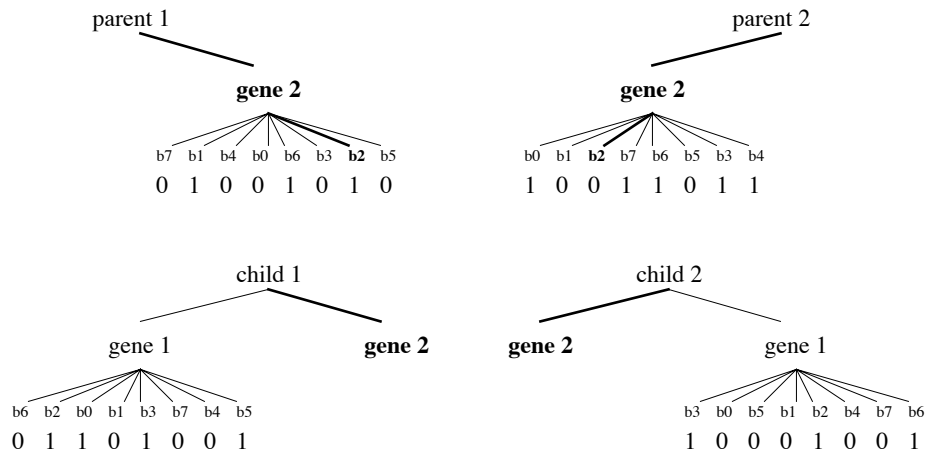 parent 1 parent 2
gene 2 gene 2
b7 b1 b4 b0 b6 b3 b2 b5 b0 b1 b2 b7 b6 b5 b3 b4
0 1 0 0 1 0 1 0 1 0 0 1 1 0 1 1
child 1 child 2
gene 1 gene 2 gene 2 gene 1
b6 b2 b0 b1 b3 b7 b4 b5 b3 b0 b5 b1 b2 b4 b7 b6
0 1 1 0 1 0 0 1 1 0 0 0 1 0 0 1